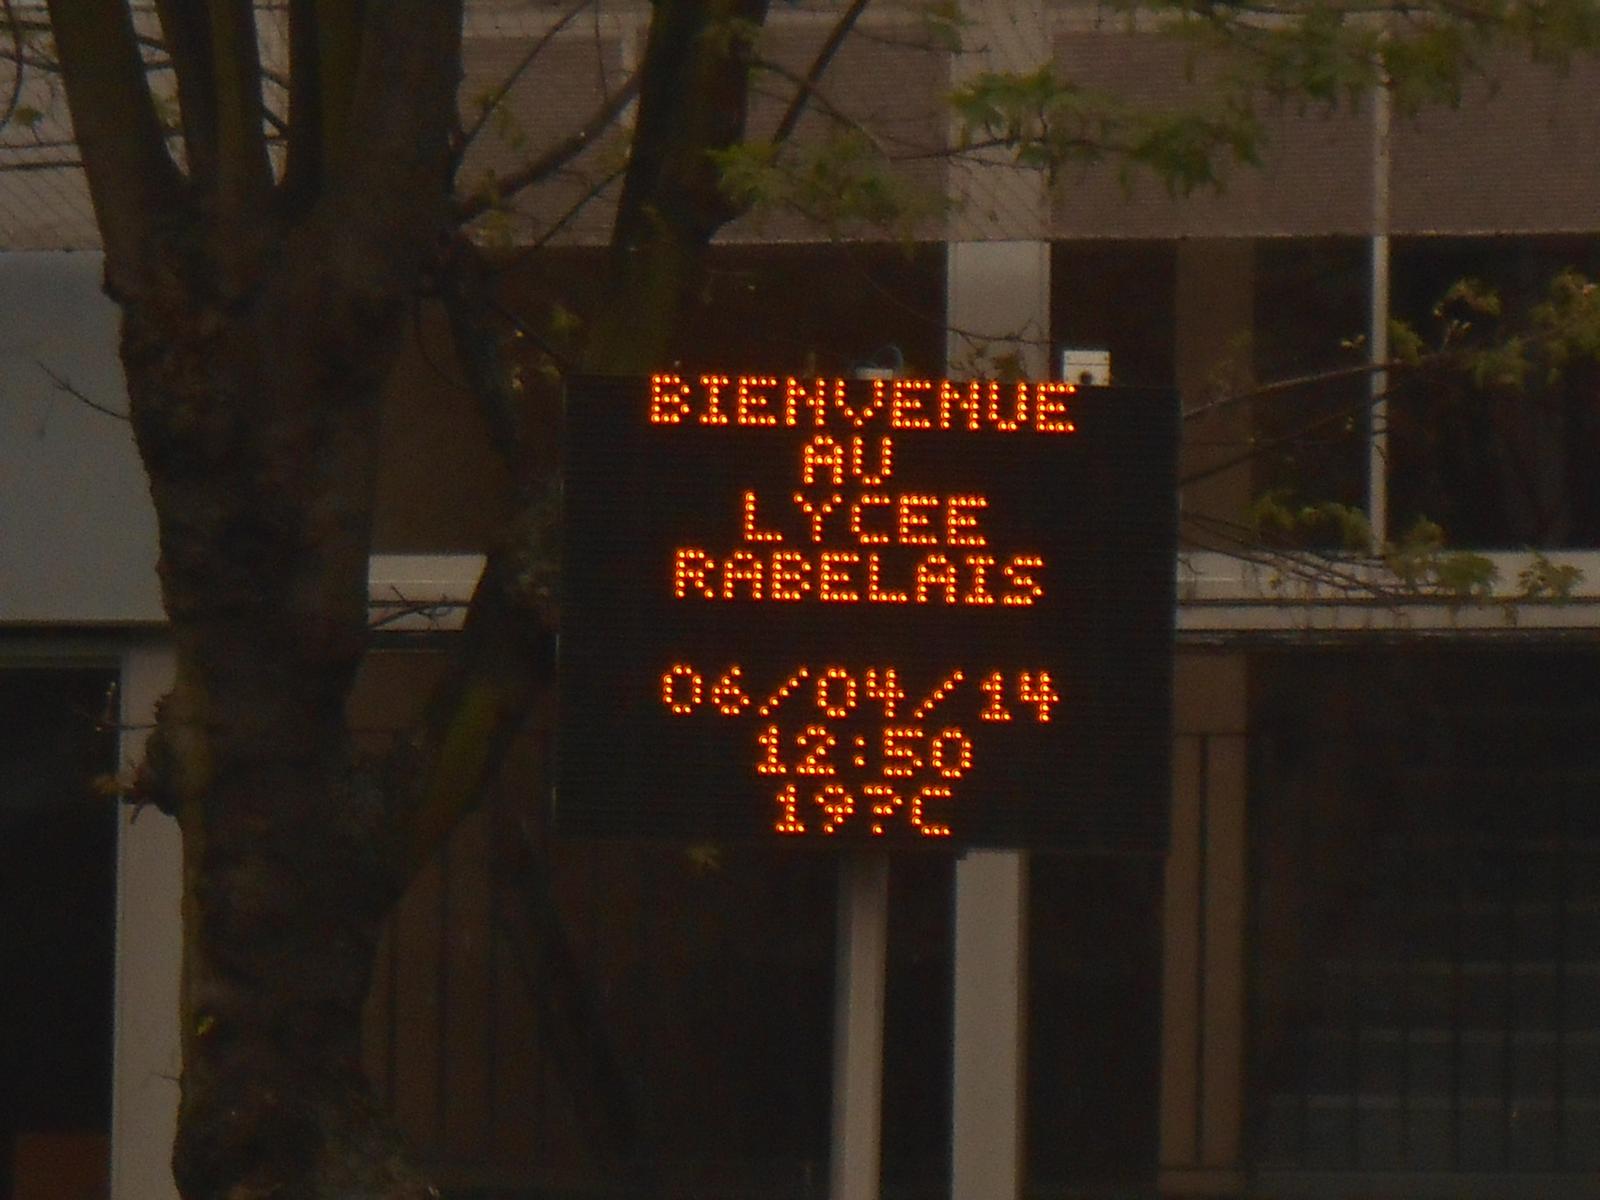 BIENVENUE
AU
LYCEE
RABELAIS
06/04/14
12:50
19?C